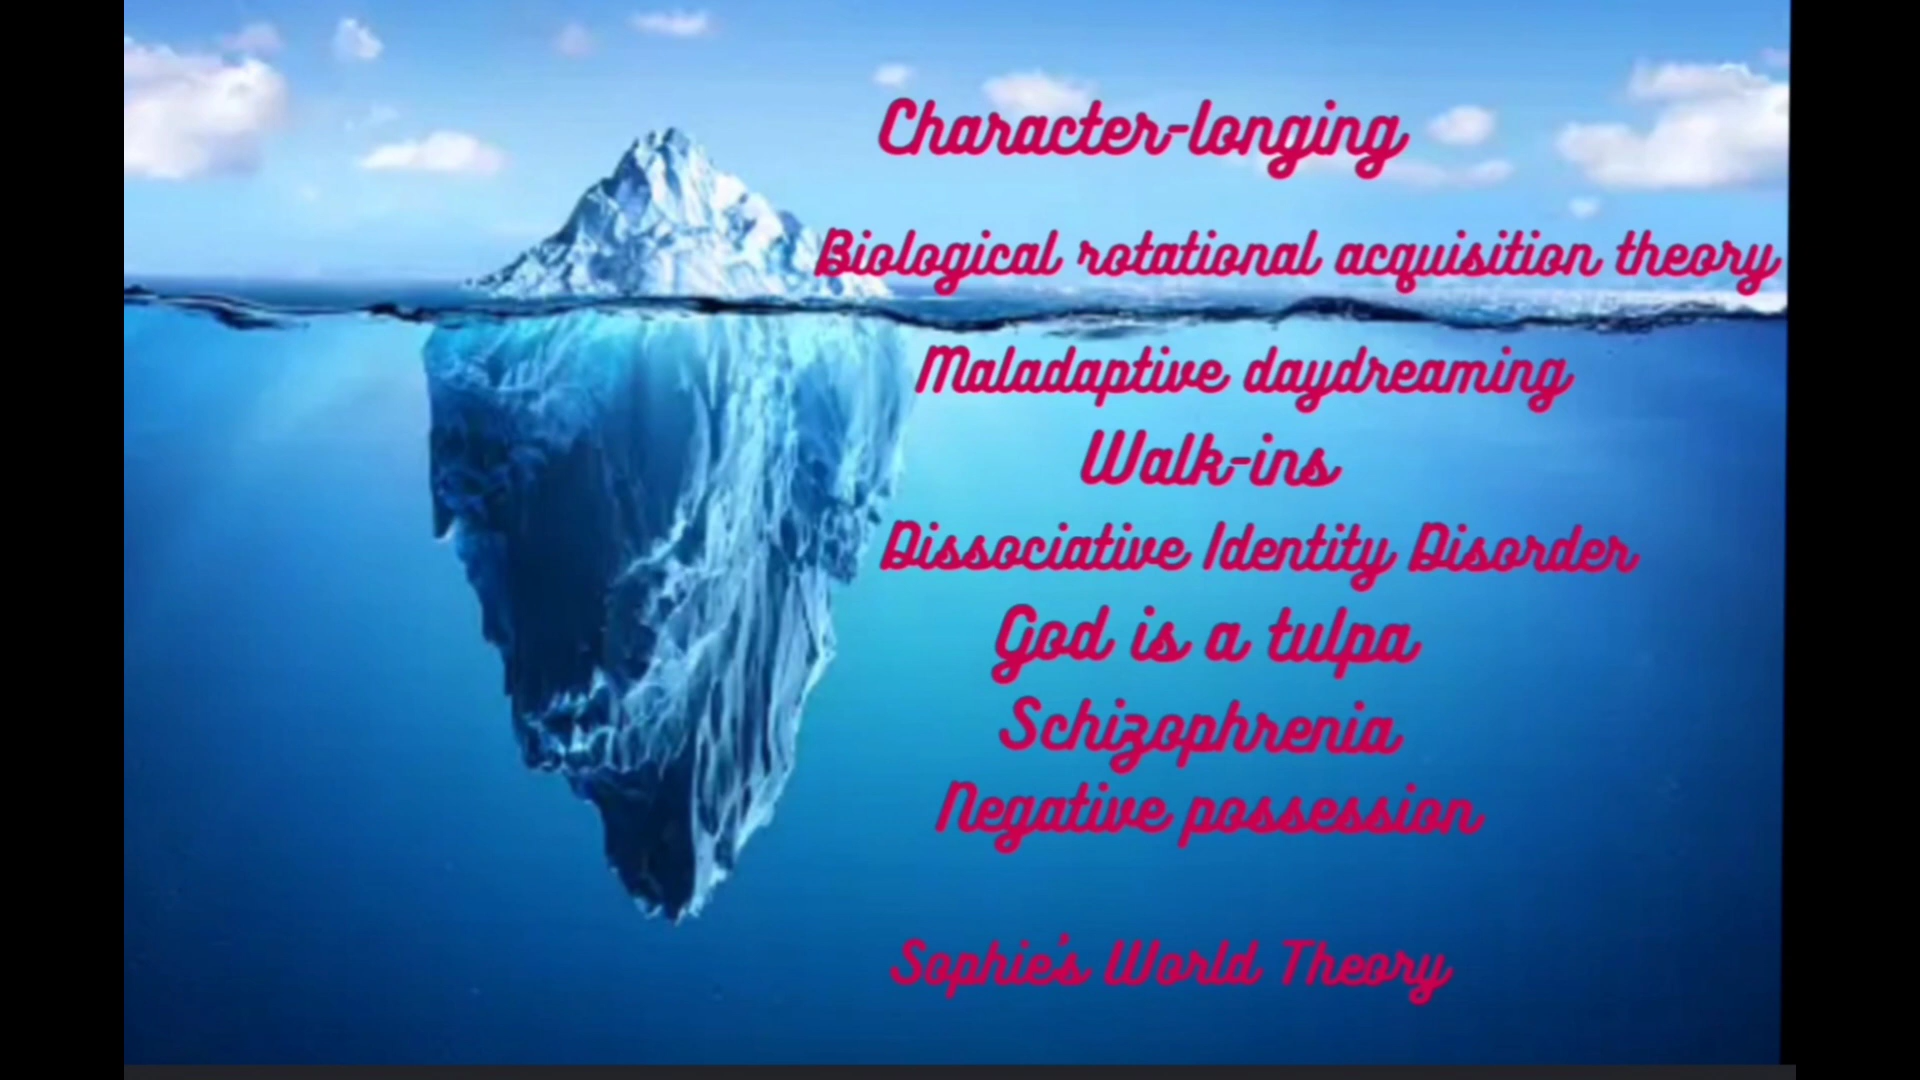 Character-longing
Biological rotational acquisition theory
Maladaptive daydreaming
Walk-ins
Dissociative Identity Disorder
God is a tulpa
Schizophrenia
Negative possession
Sophie's World Theory